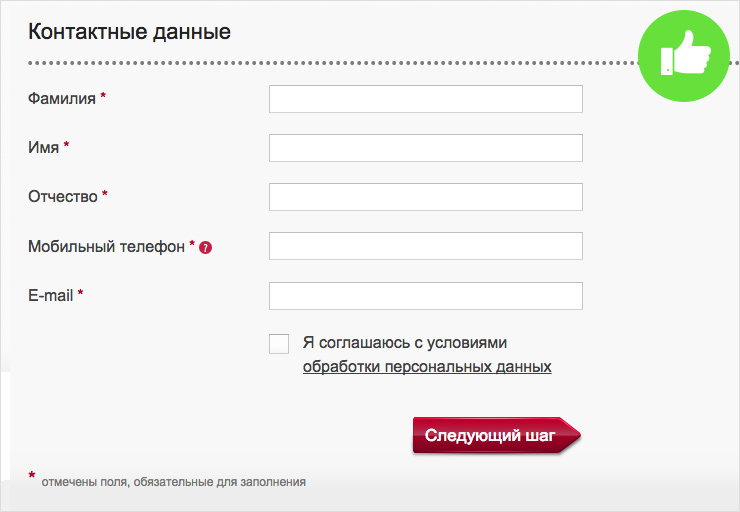 Контактные данные
Фамилия *
Имя *
Отчество *
Мобильный телефон * ?
E-mail *
Я соглашаюсь с условиями
обработки персональных данных
Следующий шаг
* отмечены поля, обязательные для заполнения